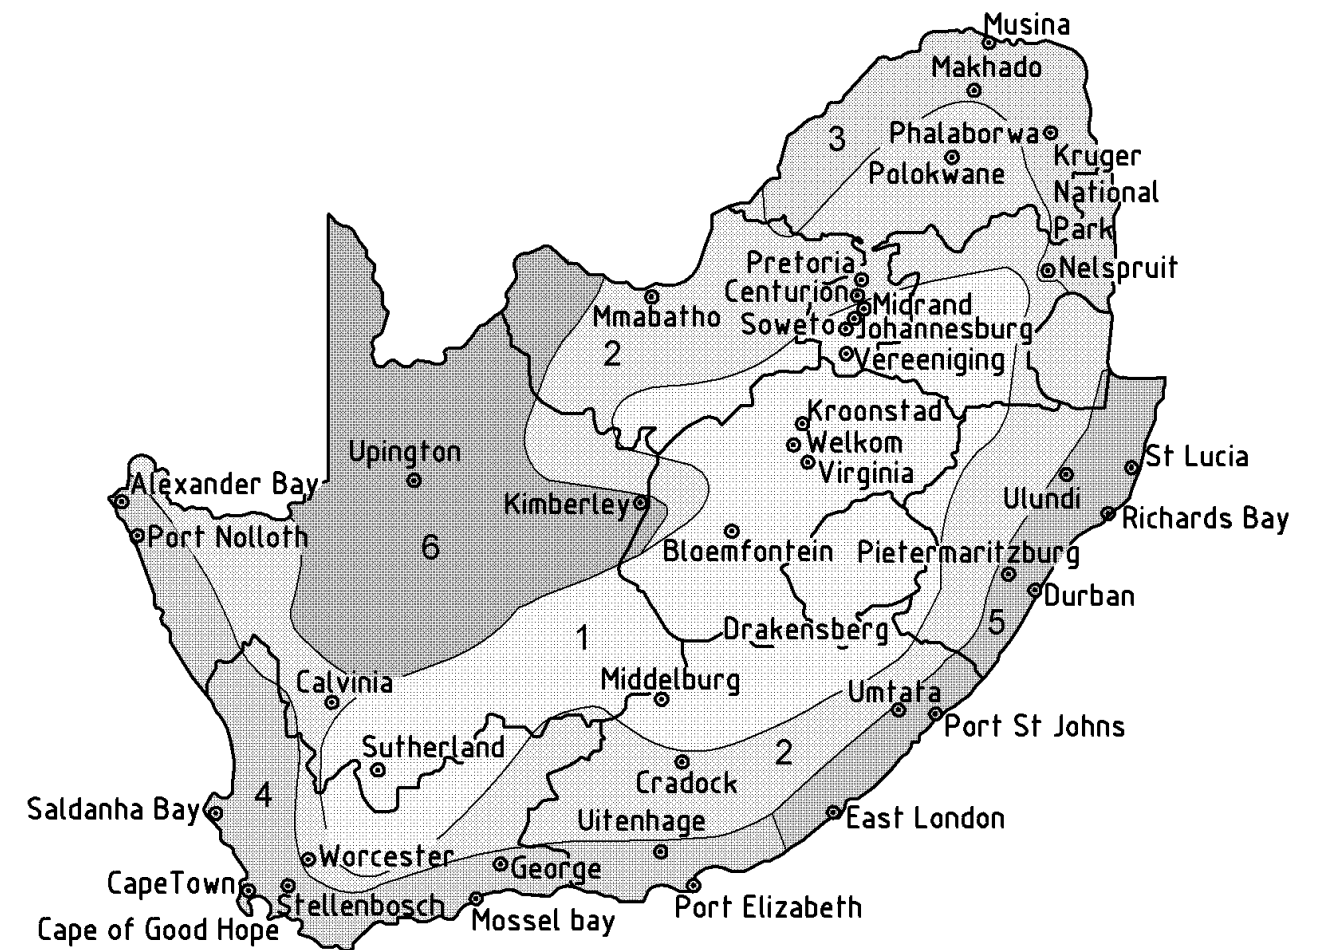 Musina
Makhado
3
Phalaborwa
Kruger
Polokwane
National
Park
Pretoria
Nelspruit
Centurion
Midrand
Mmabatho
Soweto
Johannesburg
2
Vereeniging
Kroonstad
Upington
Welkom
St Lucia
Virginia
Alexander Bay
Ulundi
Kimberley
Richards Bay
Port Nolloth
6
Bloemfontein
Pietermaritzburg
Durban
5
Drakensberg
1
Calvinia
Middelburg
Umtata
Port St Johns
Sutherland
2
Cradock
4
Saldanha Bay
Uitenhage
East London
Worcester
George
CapeTown
Stellenbosch
Port Elizabeth
Mossel bay
Cape of Good Hope